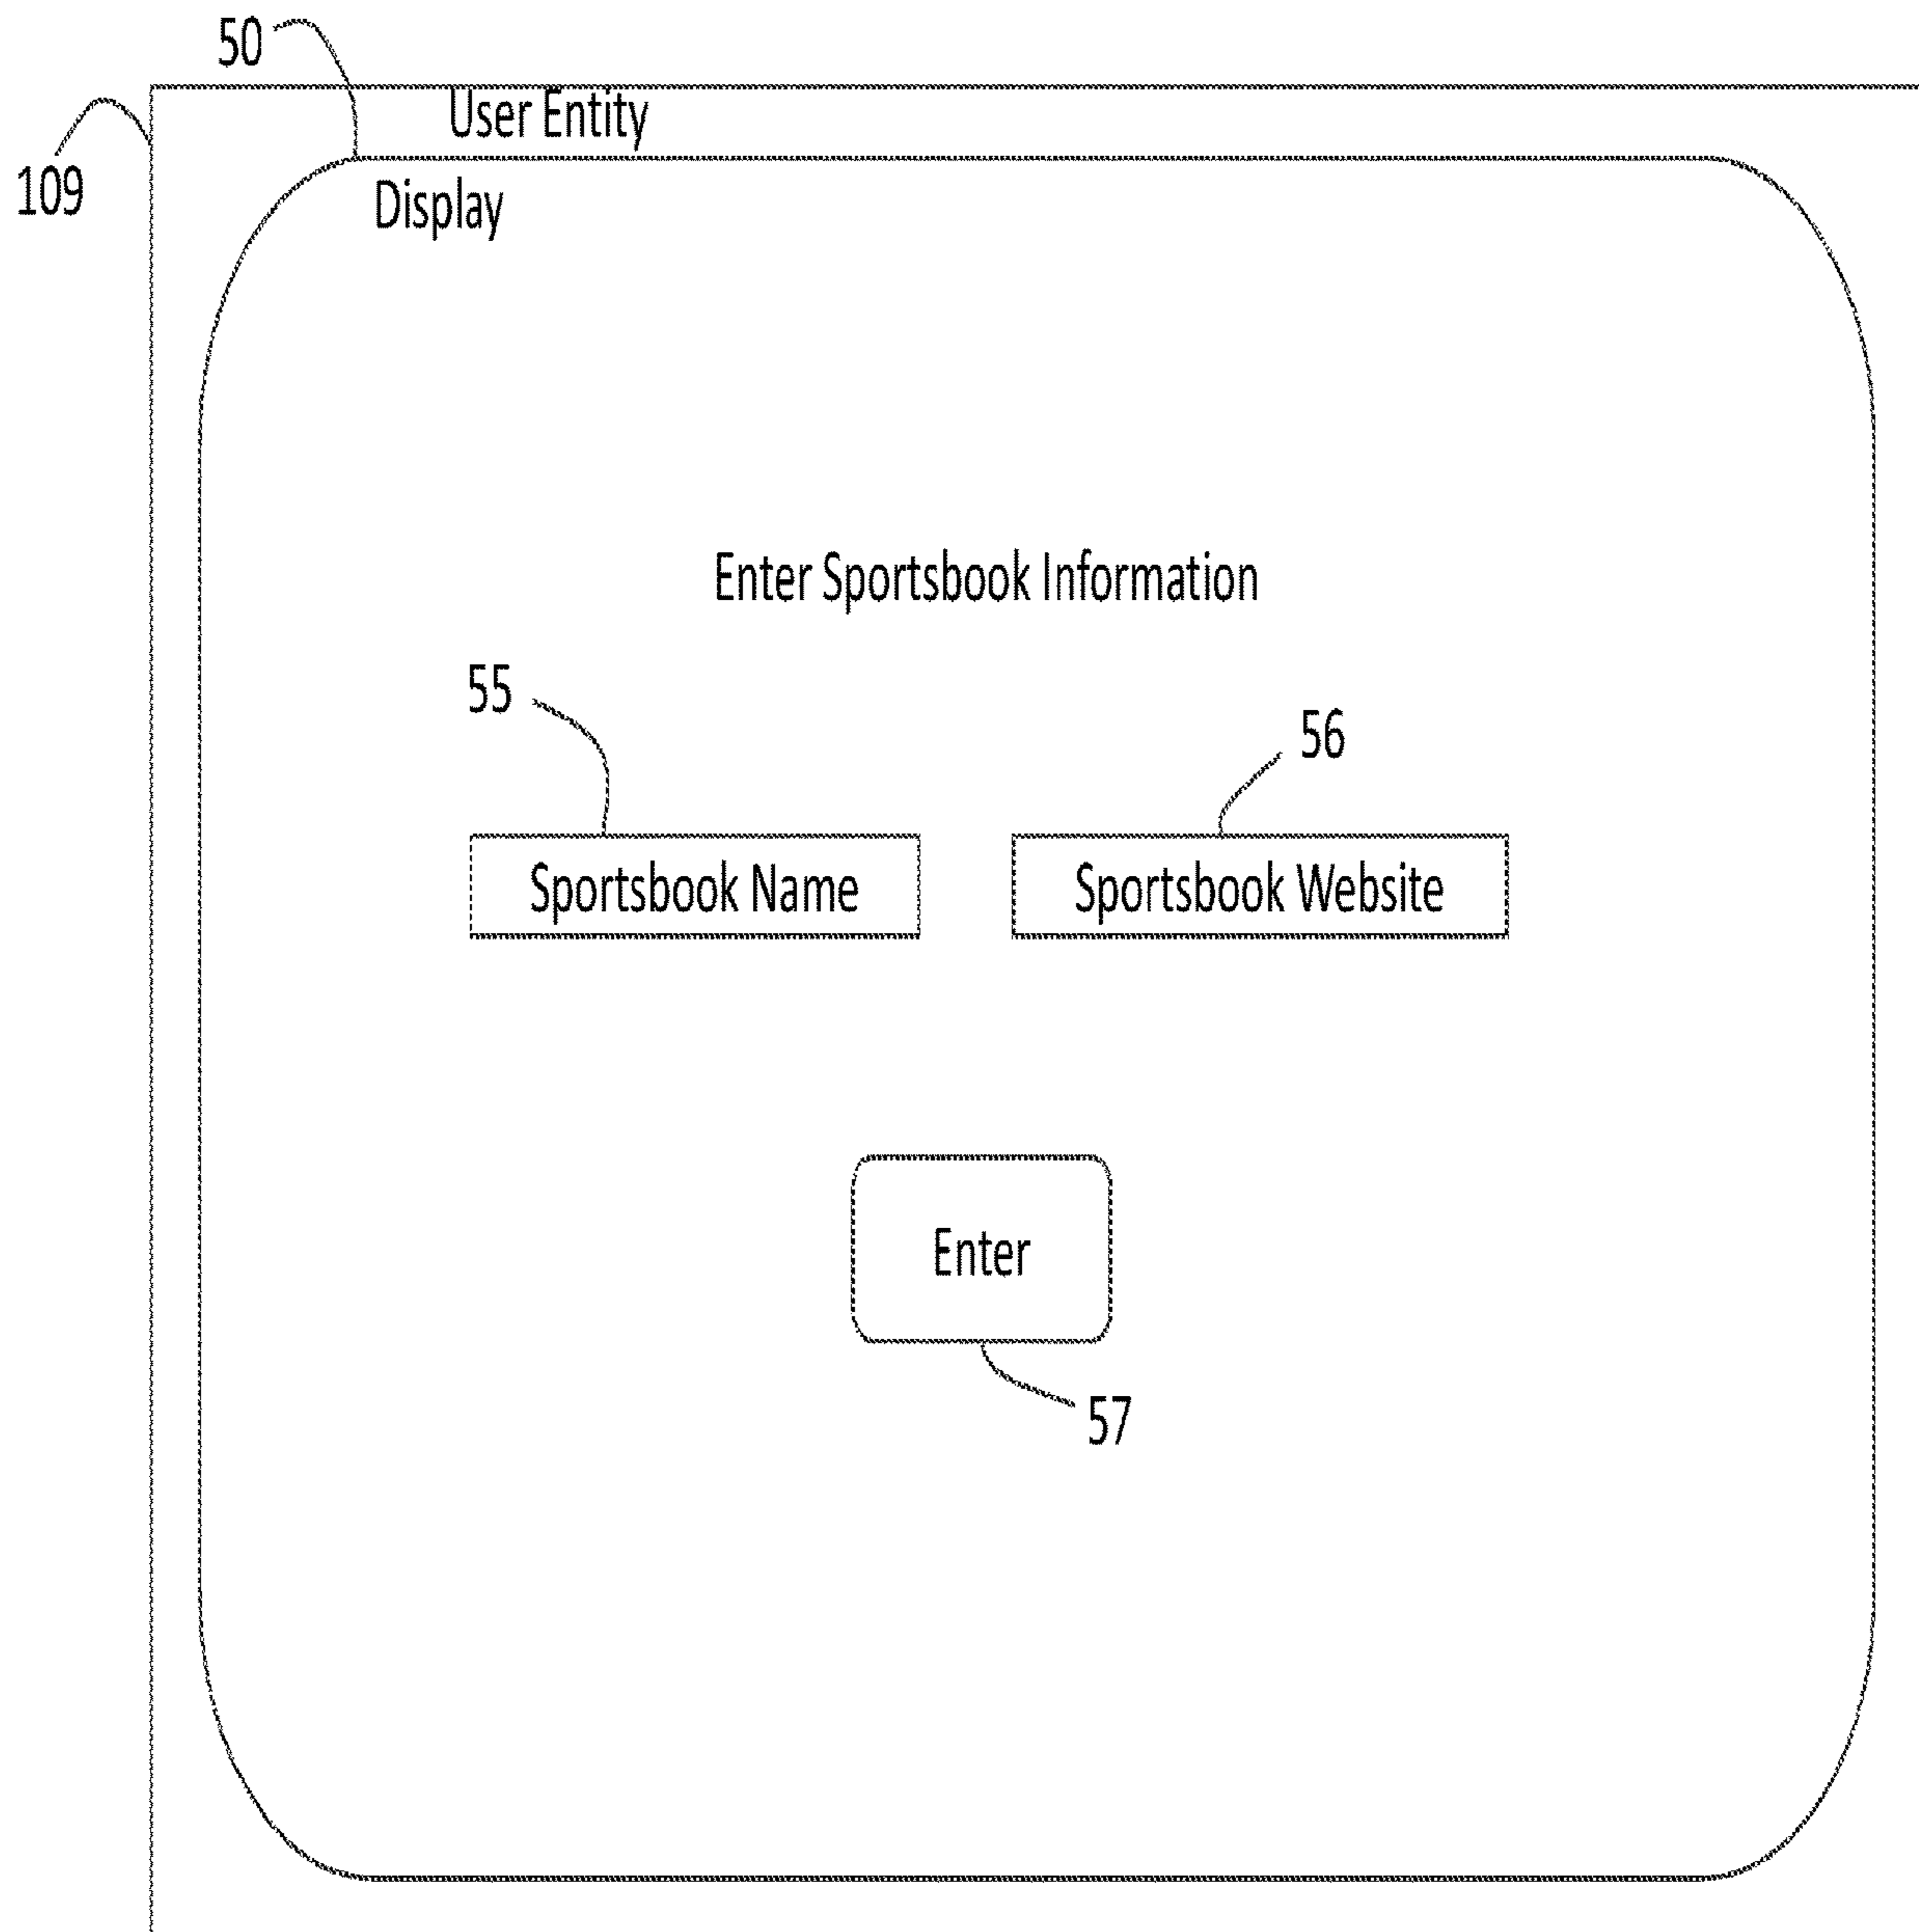 50
User Entity
109
Display
Enter Sportsbook Information
55
56
Sportsbook Name
Sportsbook Website
Enter
57